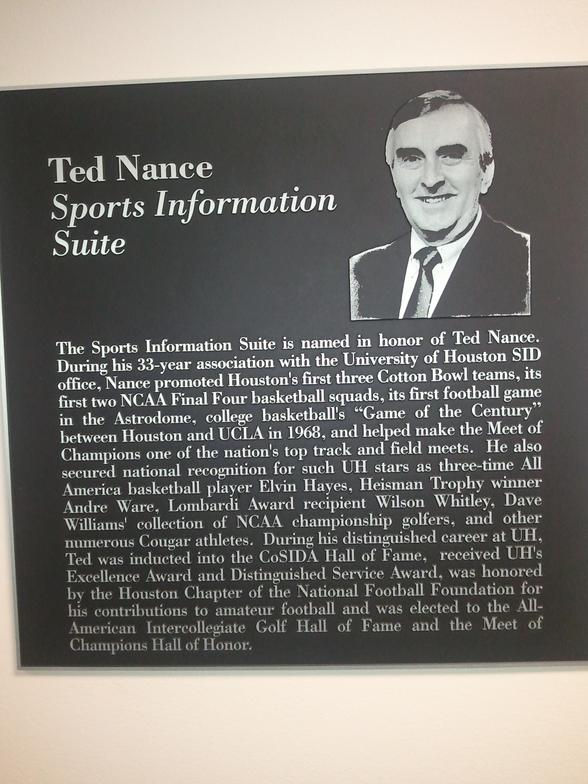 Ted Nance
Sports Information
Suite
The Sports Information Suite is named in honor of Ted Nance.
During his 33-year association with the University of Houston SID
office, Nance promoted Houston's first three Cotton Bowl teams, its
first two NCAA Final Four basketball squads, its first football game
in the Astrodome, college basketball's “Game of the Century”
between Houston and UCLA in 1968, and helped make the Meet of
Champions one of the nation's top track and field meets. He also
secured national recognition for such UH stars as three-time All
America basketball player Elvin Hayes, Heisman Trophy winner
Andre Ware, Lombardi Award recipient Wilson Whitley, Dave
Williams' collection of NCAA championship golfers, and other
numerous Cougar athletes. During his distinguished career at UH,
Ted was inducted into the CoSIDA Hall of Fame, received UH's
Excellence Award and Distinguished Service Award, was honored
by the Houston Chapter of the National Football Foundation for
his contributions to amateur football and was elected to the All-
American Intercollegiate Golf Hall of Fame and the Meet of
Champions Hall of Honor.